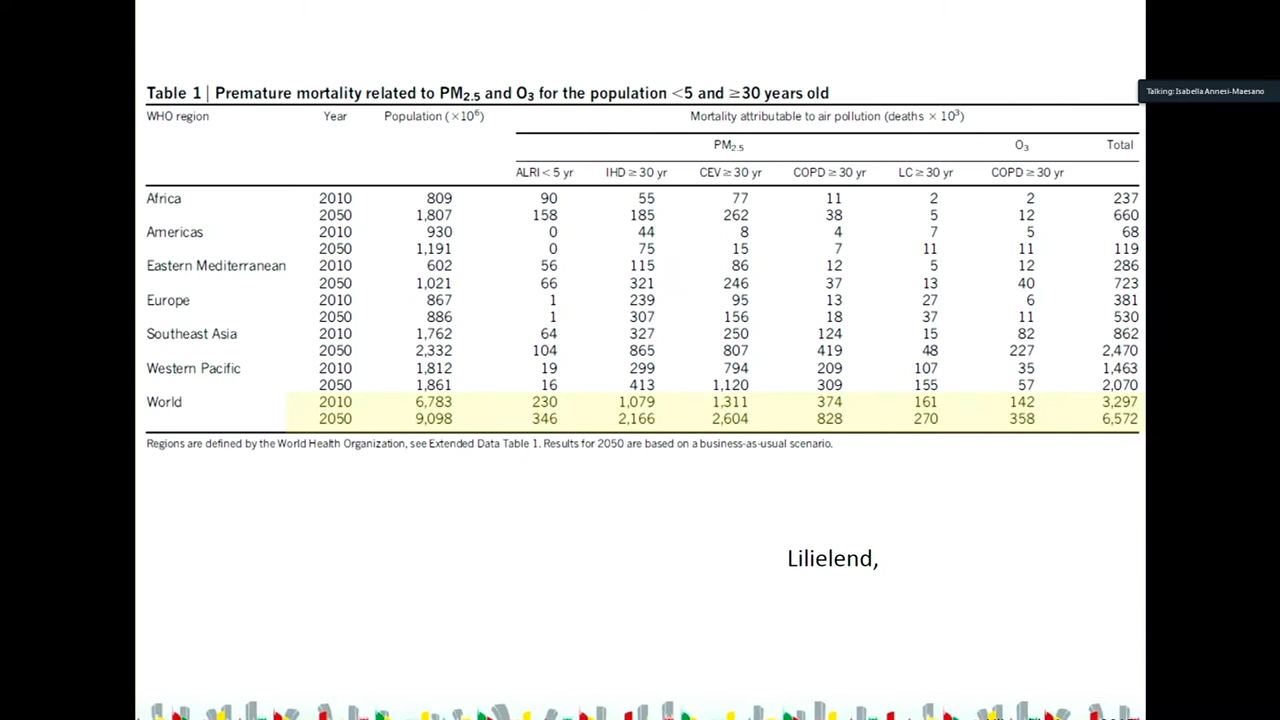 Table 1 | Premature mortality related to PM2.5 and O3 for the population <5 and ≥30 years old
Talking: Isabella Annesi-Maesano
WHO region Year Population (×10⁶) Mortality attributable to air pollution (deaths × 10³)
PM2.5 O3 Total
ALRI < 5 yr IHD ≥ 30 yr CEV ≥ 30 yr COPD ≥ 30 yr LC ≥ 30 yr COPD ≥ 30 yr
Africa 2010 809 90 55 77 11 2 2 237
2050 1,807 158 185 262 38 5 12 660
Americas 2010 930 0 44 8 4 7 5 68
2050 1,191 0 75 15 7 11 11 119
Eastern Mediterranean 2010 602 56 115 86 12 5 12 286
2050 1,021 66 321 246 37 13 40 723
Europe 2010 867 1 239 95 13 27 6 381
2050 886 1 307 156 18 37 11 530
Southeast Asia 2010 1,762 64 327 250 124 15 82 862
2050 2,332 104 865 807 419 48 227 2,470
Western Pacific 2010 1,812 19 299 794 209 107 35 1,463
2050 1,861 16 413 1,120 309 155 57 2,070
World 2010 6,783 230 1,079 1,311 374 161 142 3,297
2050 9,098 346 2,166 2,604 828 270 358 6,572
Regions are defined by the World Health Organization, see Extended Data Table 1. Results for 2050 are based on a business-as-usual scenario.
Lilielend,